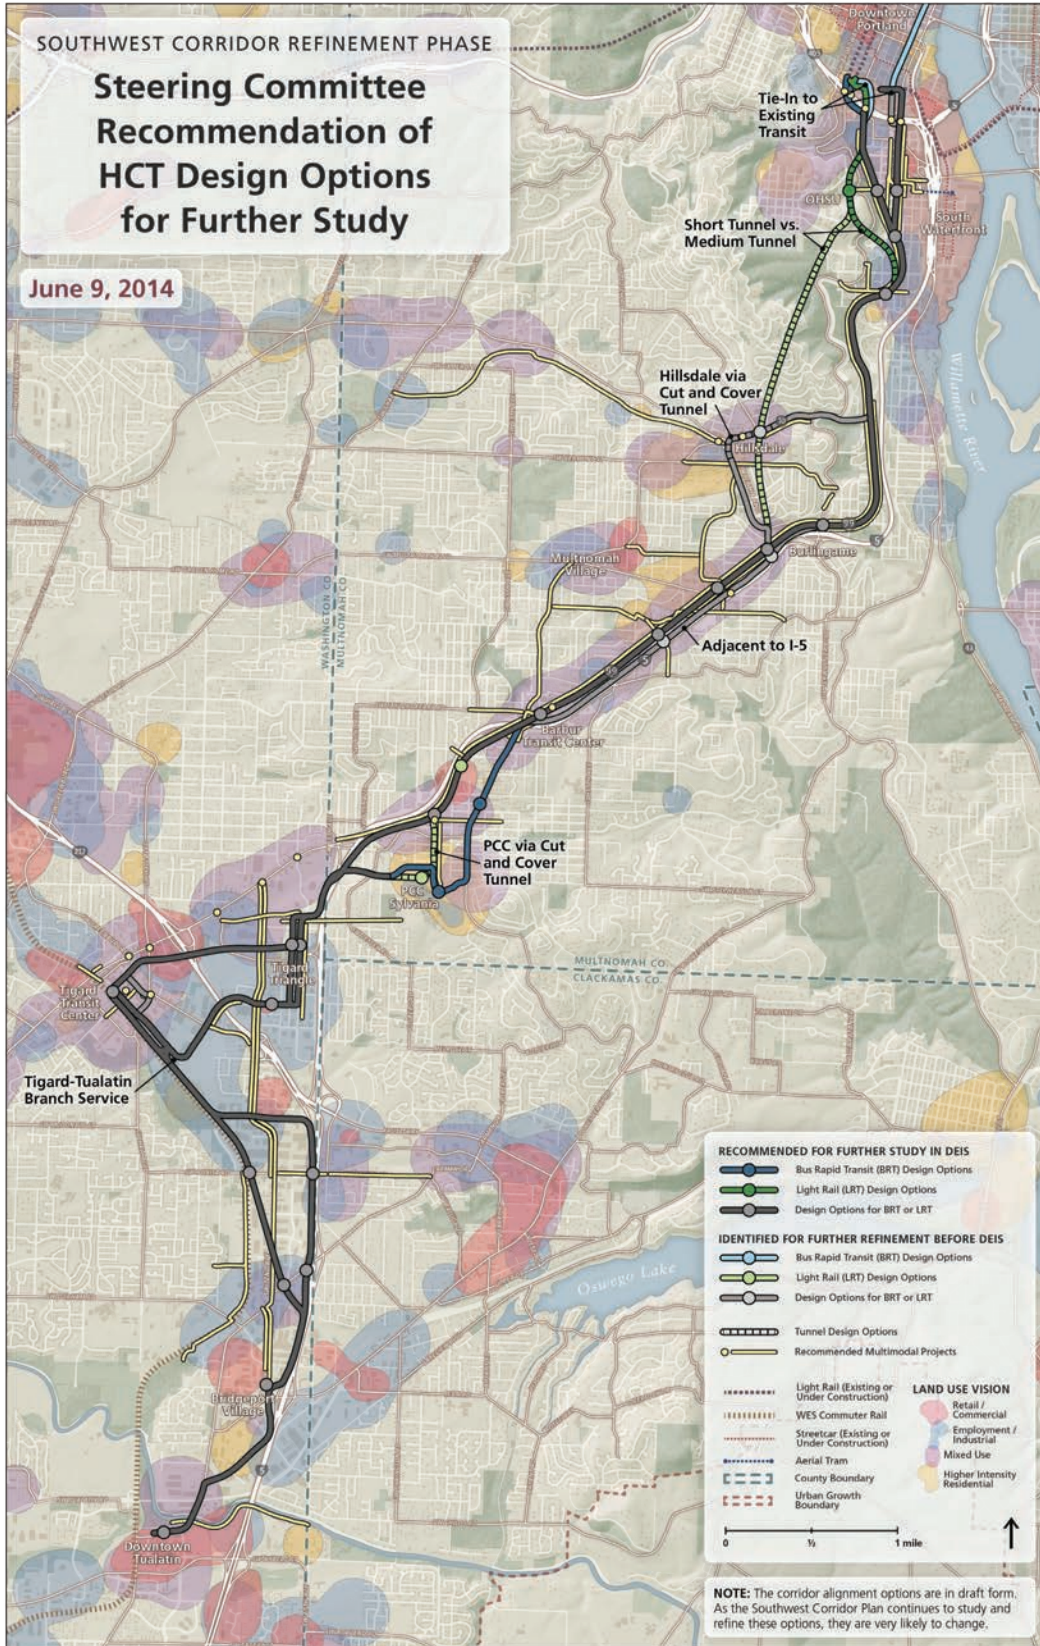 SOUTHWEST CORRIDOR REFINEMENT PHASE
Steering Committee
Recommendation of
HCT Design Options
for Further Study
June 9, 2014
Downtown
Portland
Tie-In to
Existing
Transit
OHSU
South
Waterfront
Short Tunnel vs.
Medium Tunnel
Willamette River
Hillsdale via
Cut and Cover
Tunnel
Hillsdale
99
5
Burlingame
Multnomah
Village
WASHINGTON CO.
MULTNOMAH CO.
43
Adjacent to I-5
99
5
Barbur
Transit Center
217
PCC via Cut
and Cover
Tunnel
PCC
Sylvania
MULTNOMAH CO.
CLACKAMAS CO.
Tigard
Triangle
Tigard
Transit
Center
Tigard-Tualatin
Branch Service
Oswego Lake
Bridgeport
Village
5
Downtown
Tualatin
RECOMMENDED FOR FURTHER STUDY IN DEIS
Bus Rapid Transit (BRT) Design Options
Light Rail (LRT) Design Options
Design Options for BRT or LRT
IDENTIFIED FOR FURTHER REFINEMENT BEFORE DEIS
Bus Rapid Transit (BRT) Design Options
Light Rail (LRT) Design Options
Design Options for BRT or LRT
Tunnel Design Options
Recommended Multimodal Projects
Light Rail (Existing or
Under Construction)
WES Commuter Rail
Streetcar (Existing or
Under Construction)
Aerial Tram
County Boundary
Urban Growth
Boundary
LAND USE VISION
Retail /
Commercial
Employment /
Industrial
Mixed Use
Higher Intensity
Residential
0 ½ 1 mile
NOTE: The corridor alignment options are in draft form.
As the Southwest Corridor Plan continues to study and
refine these options, they are very likely to change.